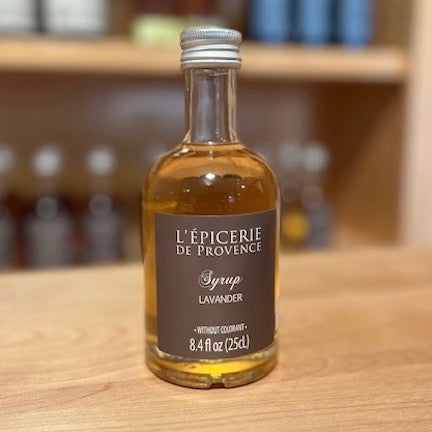 L'ÉPICERIE
DE PROVENCE
Syrup
LAVANDER
• WITHOUT COLORANT •
8.4 fl oz (25cL)